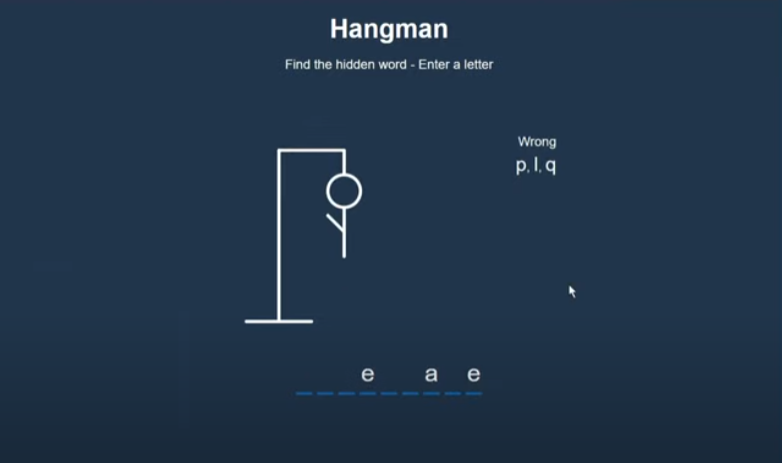 Hangman
Find the hidden word - Enter a letter
Wrong
p, l, q
e a e